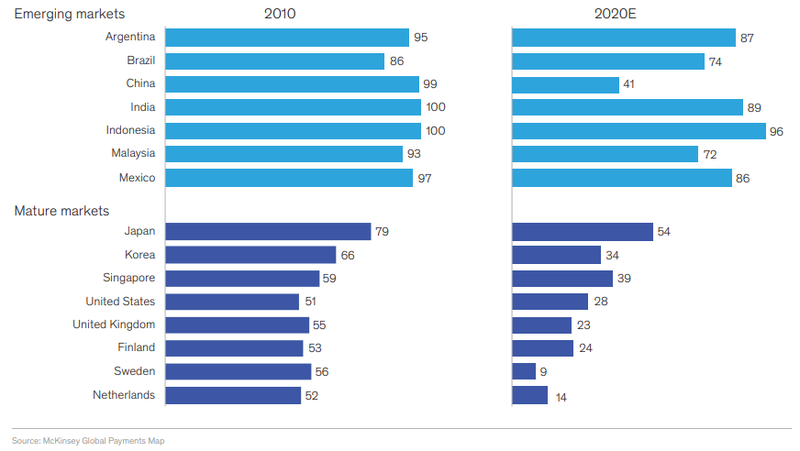 Emerging markets 2010 2020E
Argentina 95 87
Brazil 86 74
China 99 41
India 100 89
Indonesia 100 96
Malaysia 93 72
Mexico 97 86
Mature markets
Japan 79 54
Korea 66 34
Singapore 59 39
United States 51 28
United Kingdom 55 23
Finland 53 24
Sweden 56 9
Netherlands 52 14
Source: McKinsey Global Payments Map